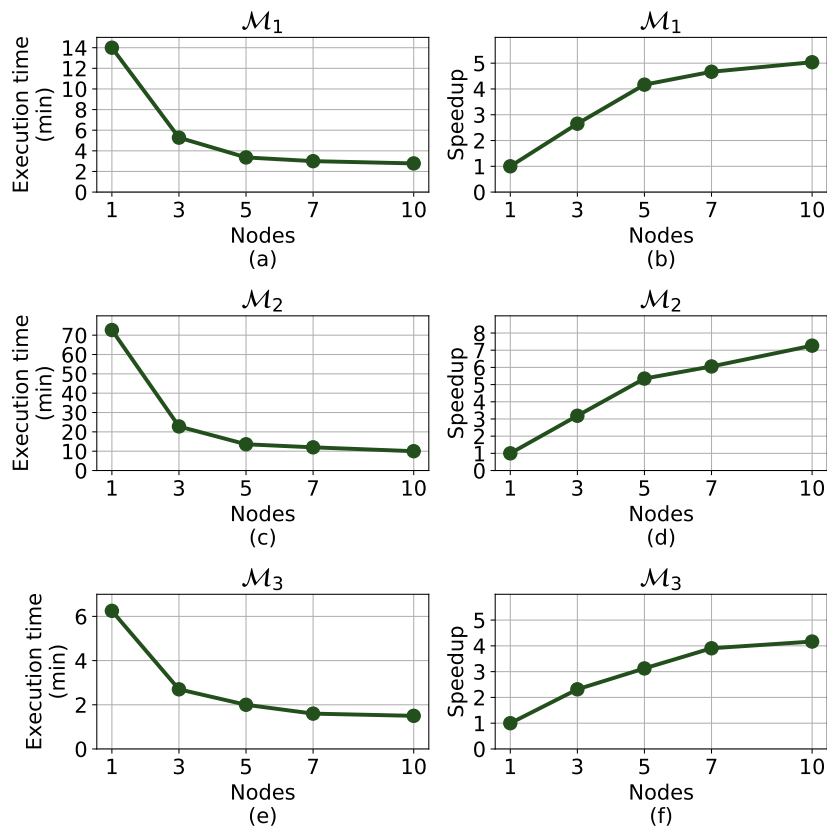 ℳ₁
Execution time
(min)
14
12
10
8
6
4
2
0
1 3 5 7 10
Nodes
(a)
ℳ₁
Speedup
5
4
3
2
1
0
1 3 5 7 10
Nodes
(b)
ℳ₂
Execution time
(min)
70
60
50
40
30
20
10
0
1 3 5 7 10
Nodes
(c)
ℳ₂
Speedup
8
7
6
5
4
3
2
1
0
1 3 5 7 10
Nodes
(d)
ℳ₃
Execution time
(min)
6
4
2
0
1 3 5 7 10
Nodes
(e)
ℳ₃
Speedup
5
4
3
2
1
0
1 3 5 7 10
Nodes
(f)